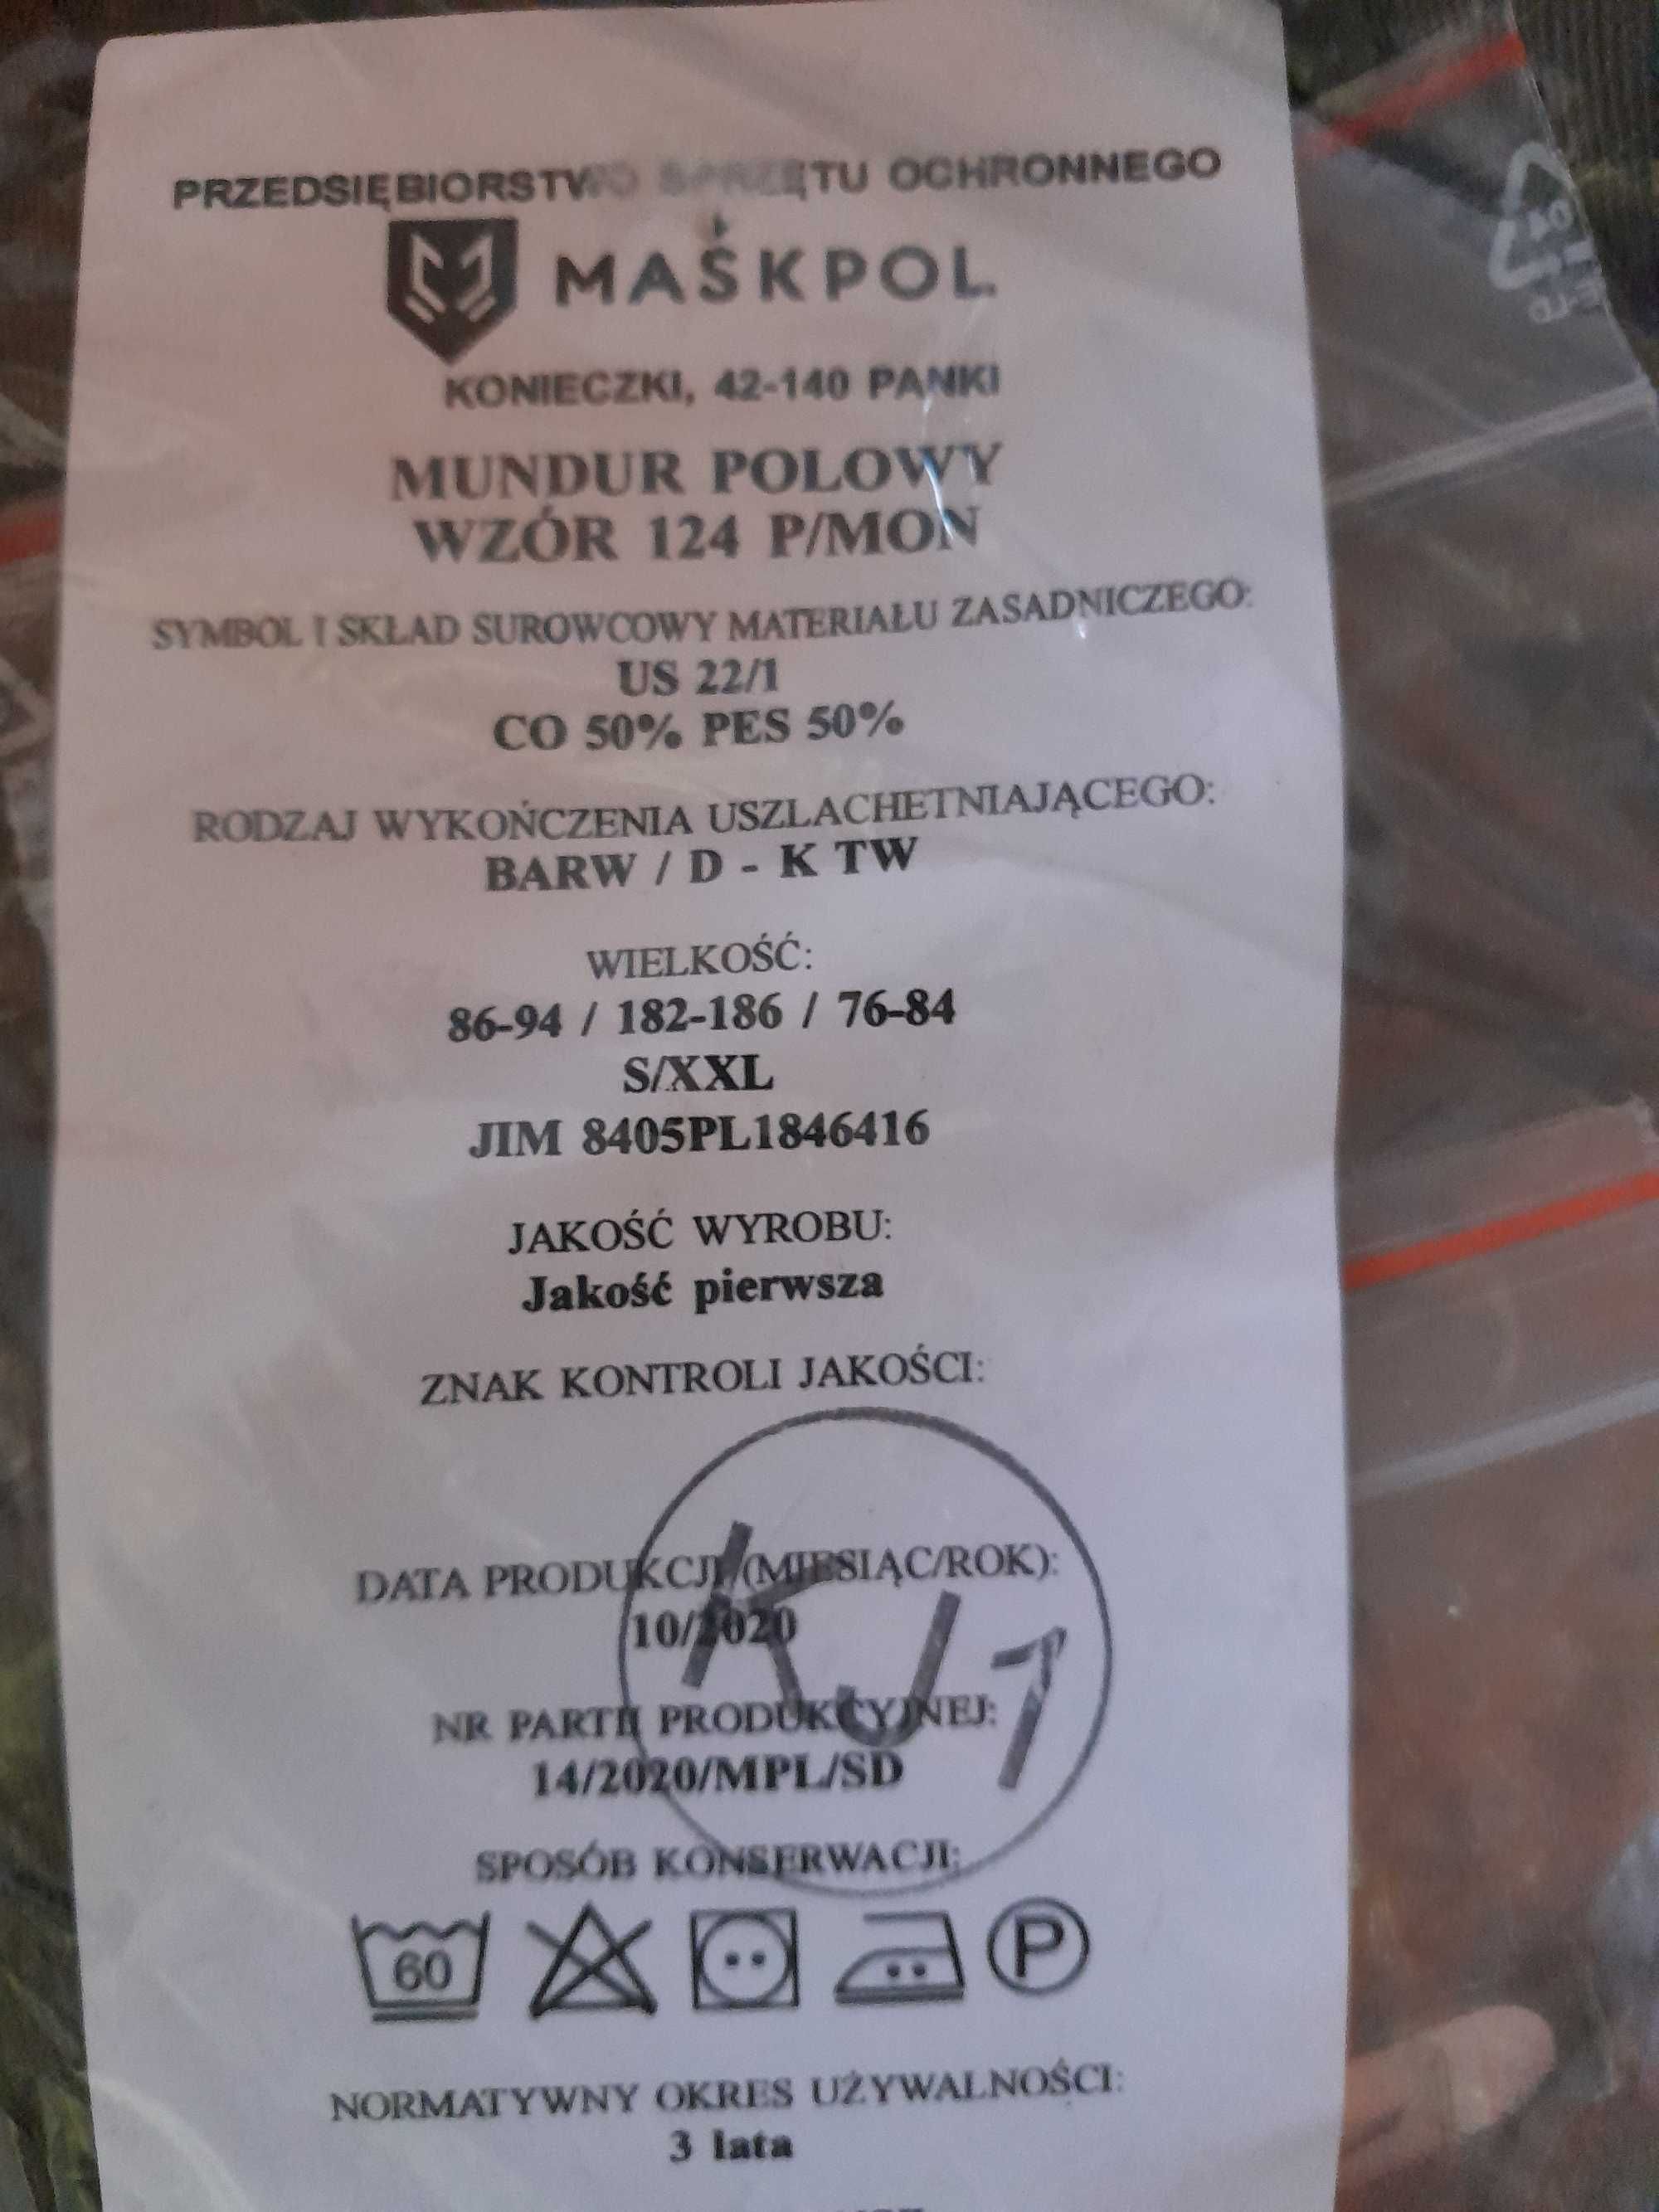 PRZEDSIĘBIORSTWO SPRZĘTU OCHRONNEGO
MAŚKPOL
KONIECZKI, 42-140 PANKI
MUNDUR POLOWY
WZÓR 124 P/MON
SYMBOL I SKŁAD SUROWCOWY MATERIAŁU ZASADNICZEGO:
US 22/1
CO 50% PES 50%
RODZAJ WYKOŃCZENIA USZLACHETNIAJĄCEGO:
BARW / D - K TW
WIELKOŚĆ:
86-94 / 182-186 / 76-84
S/XXL
JIM 8405PL1846416
JAKOŚĆ WYROBU:
Jakość pierwsza
ZNAK KONTROLI JAKOŚCI:
KJ1
DATA PRODUKCJI (MIESIĄC/ROK):
10/2020
NR PARTII PRODUKCYJNEJ:
14/2020/MPL/SD
SPOSÓB KONSERWACJI:
60
P
NORMATYWNY OKRES UŻYWALNOŚCI:
3 lata